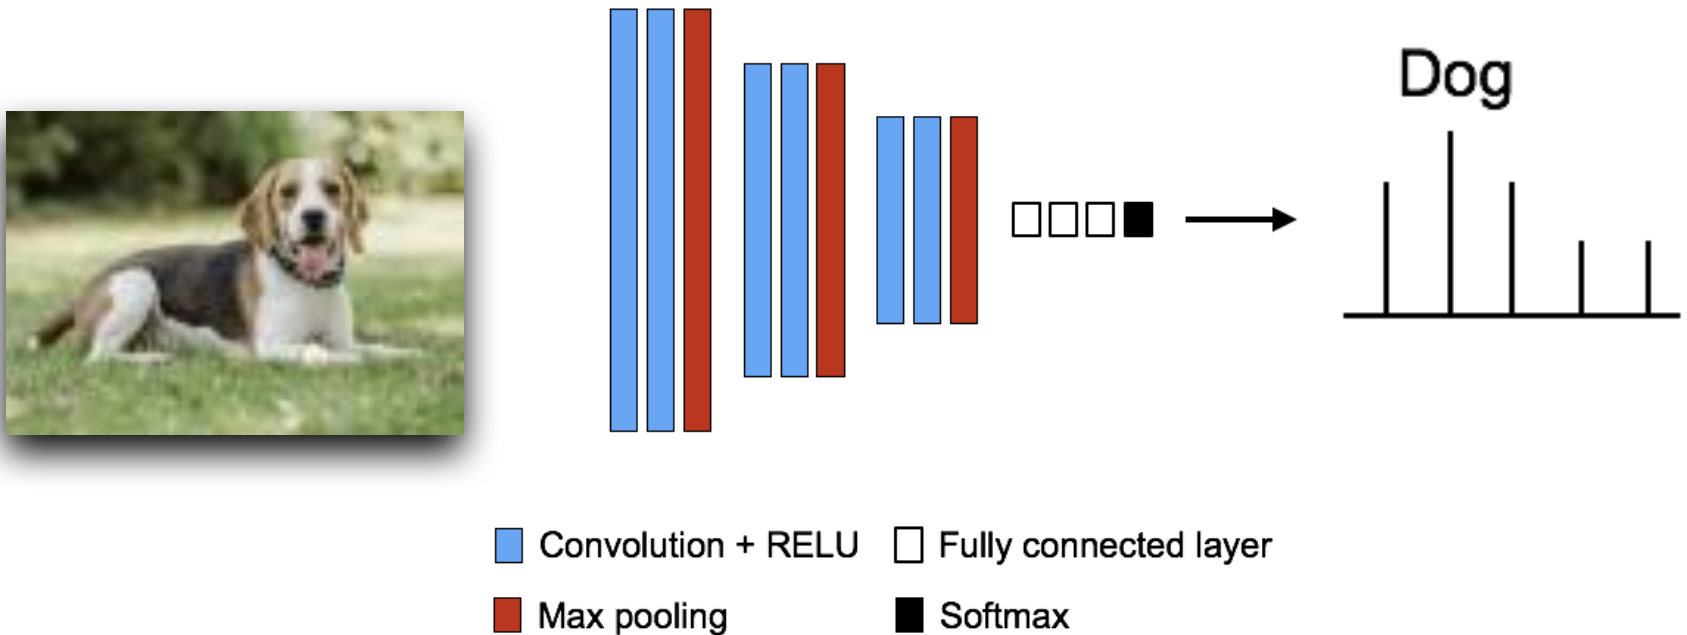 Dog
Convolution + RELU
Fully connected layer
Max pooling
Softmax